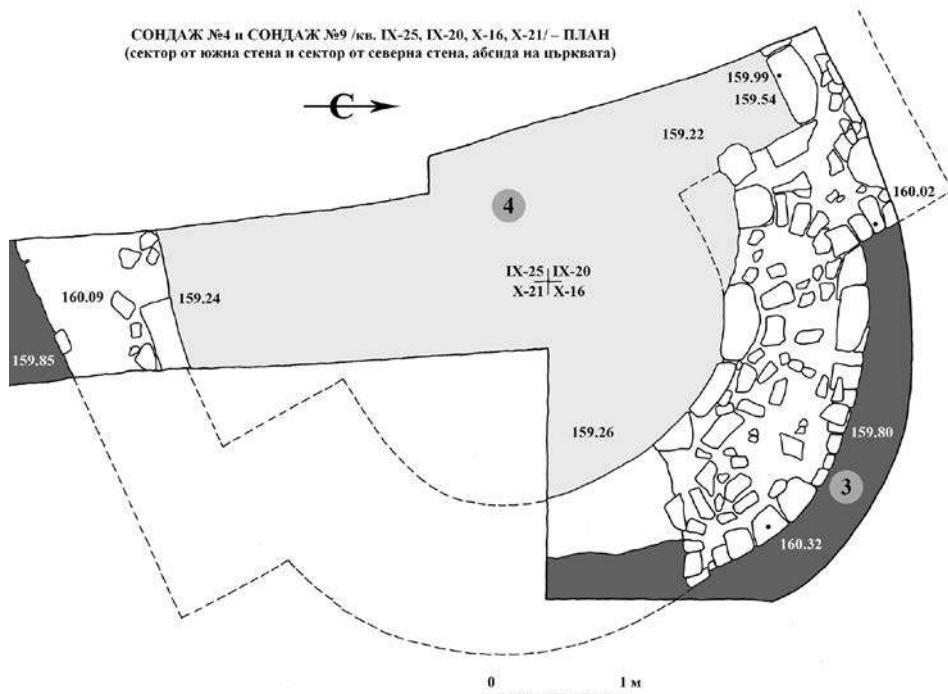 СОНДАЖ №4 и СОНДАЖ №9 /кв. IX-25, IX-20, X-16, X-21/ – ПЛАН
(сектор от южна стена и сектор от северна стена, абсида на църквата)
С
159.99
159.54
159.22
160.02
4
IX-25 IX-20
X-21 X-16
160.09
159.24
159.85
159.26
159.80
3
160.32
0 1 м